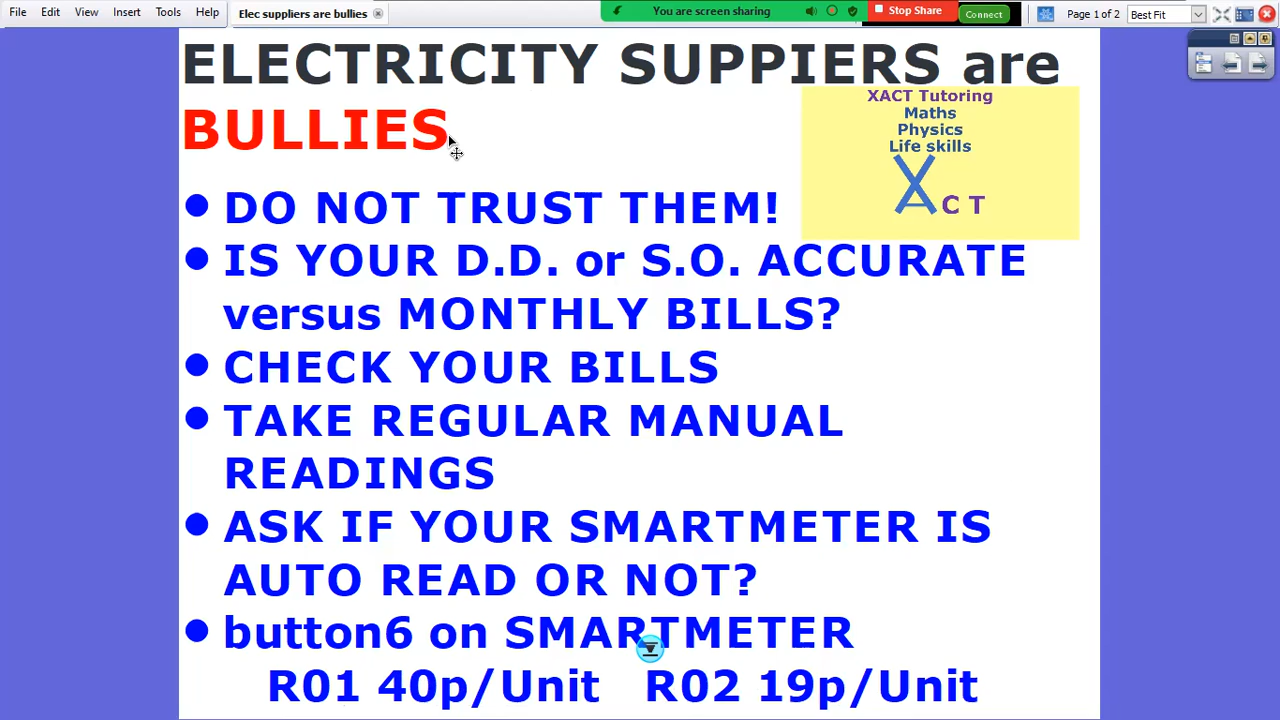 File Edit View Insert Tools Help
Elec suppliers are bullies
You are screen sharing
Stop Share
Connect
Page 1 of 2
Best Fit
ELECTRICITY SUPPIERS are
BULLIES
XACT Tutoring
Maths
Physics
Life skills
X C T
DO NOT TRUST THEM!
IS YOUR D.D. or S.O. ACCURATE
versus MONTHLY BILLS?
CHECK YOUR BILLS
TAKE REGULAR MANUAL
READINGS
ASK IF YOUR SMARTMETER IS
AUTO READ OR NOT?
button6 on SMARTMETER
R01 40p/Unit R02 19p/Unit